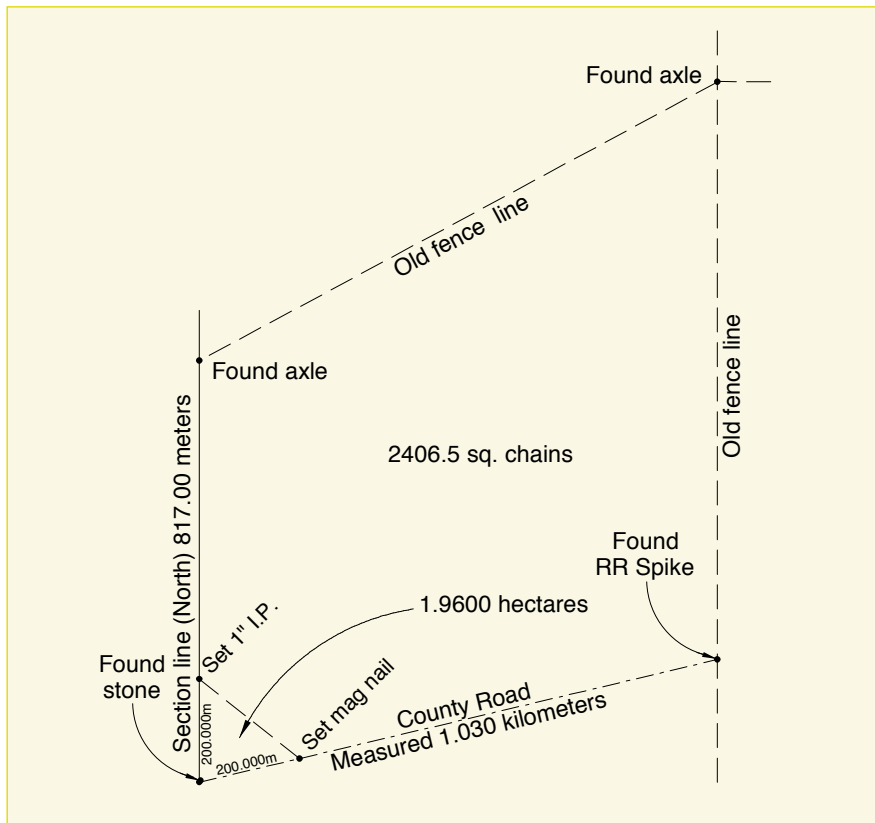 Found axle
Old fence line
Found axle
Old fence line
Section line (North) 817.00 meters
2406.5 sq. chains
Found
RR Spike
1.9600 hectares
Set 1" I.P.
Found
stone
Set mag nail
200.000m
200.000m
County Road
Measured 1.030 kilometers